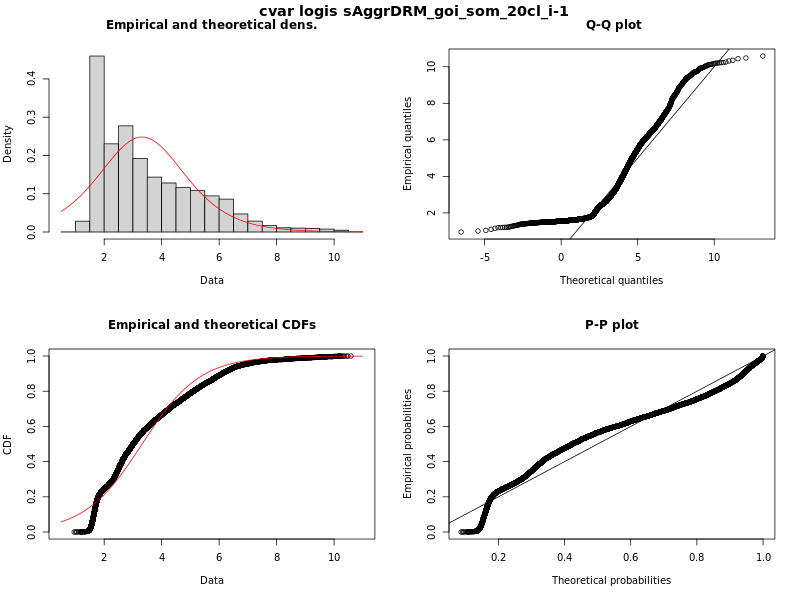 cvar logis sAggrDRM_goi_som_20cl_i-1
Empirical and theoretical dens.
Density
0.0 0.1 0.2 0.3 0.4
2 4 6 8 10
Data
Q-Q plot
Empirical quantiles
2 4 6 8 10
-5 0 5 10
Theoretical quantiles
Empirical and theoretical CDFs
CDF
0.0 0.2 0.4 0.6 0.8 1.0
2 4 6 8 10
Data
P-P plot
Empirical probabilities
0.0 0.2 0.4 0.6 0.8 1.0
0.2 0.4 0.6 0.8 1.0
Theoretical probabilities